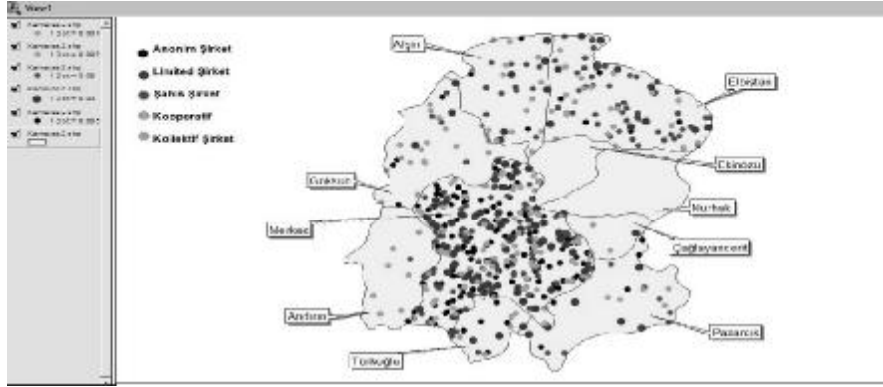 View1
Anonim Şirket
Limited Şirket
Şahıs Şirket
Kooperatif
Kollektif Şirket
Afşin
Elbistan
Ekinözü
Nurhak
Göksun
Merkez
Çağlayancerit
Andırın
Pazarcık
Türkoğlu